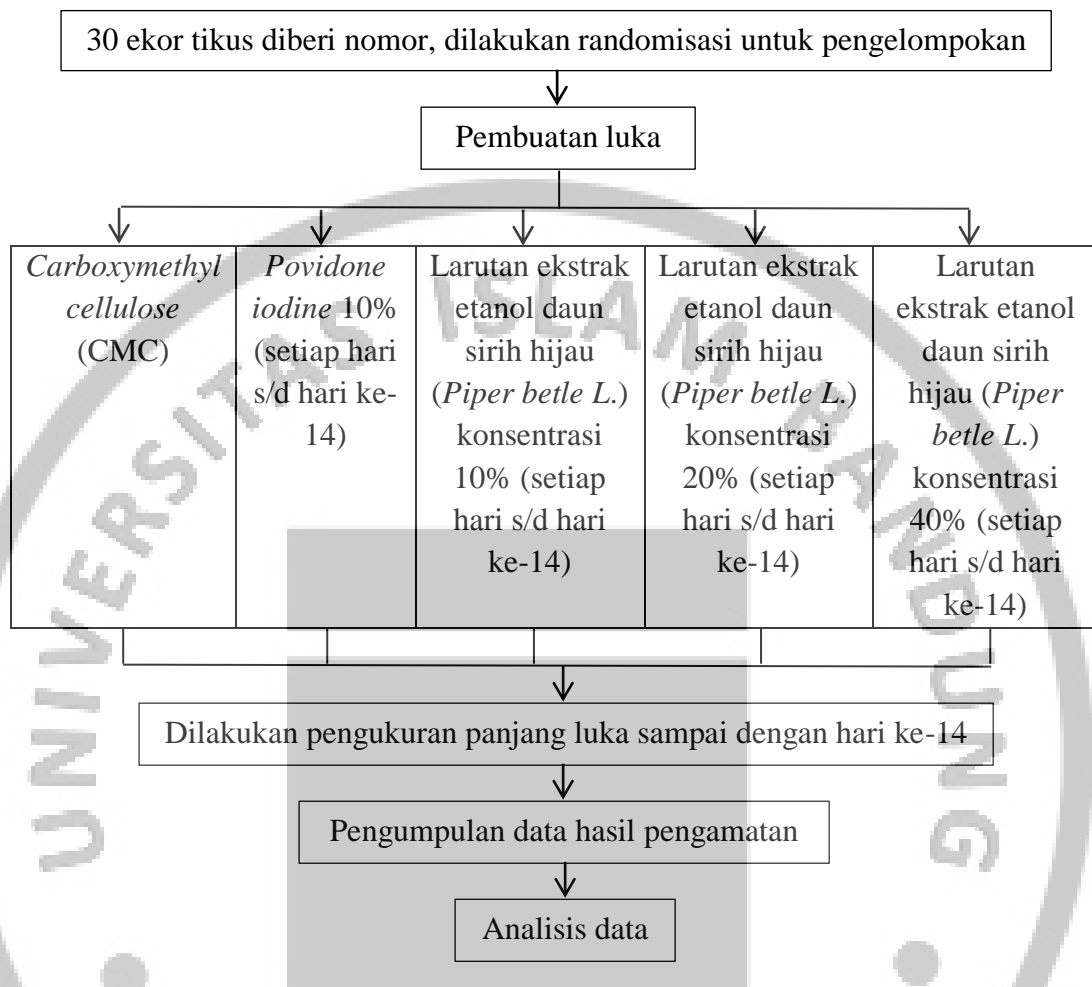 30 ekor tikus diberi nomor, dilakukan randomisasi untuk pengelompokan
Pembuatan luka
Carboxymethyl
cellulose
(CMC)
Povidone
iodine 10%
(setiap hari
s/d hari ke-
14)
Larutan ekstrak
etanol daun
sirih hijau
(Piper betle L.)
konsentrasi
10% (setiap
hari s/d hari
ke-14)
Larutan ekstrak
etanol daun
sirih hijau
(Piper betle L.)
konsentrasi
20% (setiap
hari s/d hari
ke-14)
Larutan
ekstrak etanol
daun sirih
hijau (Piper
betle L.)
konsentrasi
40% (setiap
hari s/d hari
ke-14)
Dilakukan pengukuran panjang luka sampai dengan hari ke-14
Pengumpulan data hasil pengamatan
Analisis data
UNIVERSITAS ISLAM BANDUNG